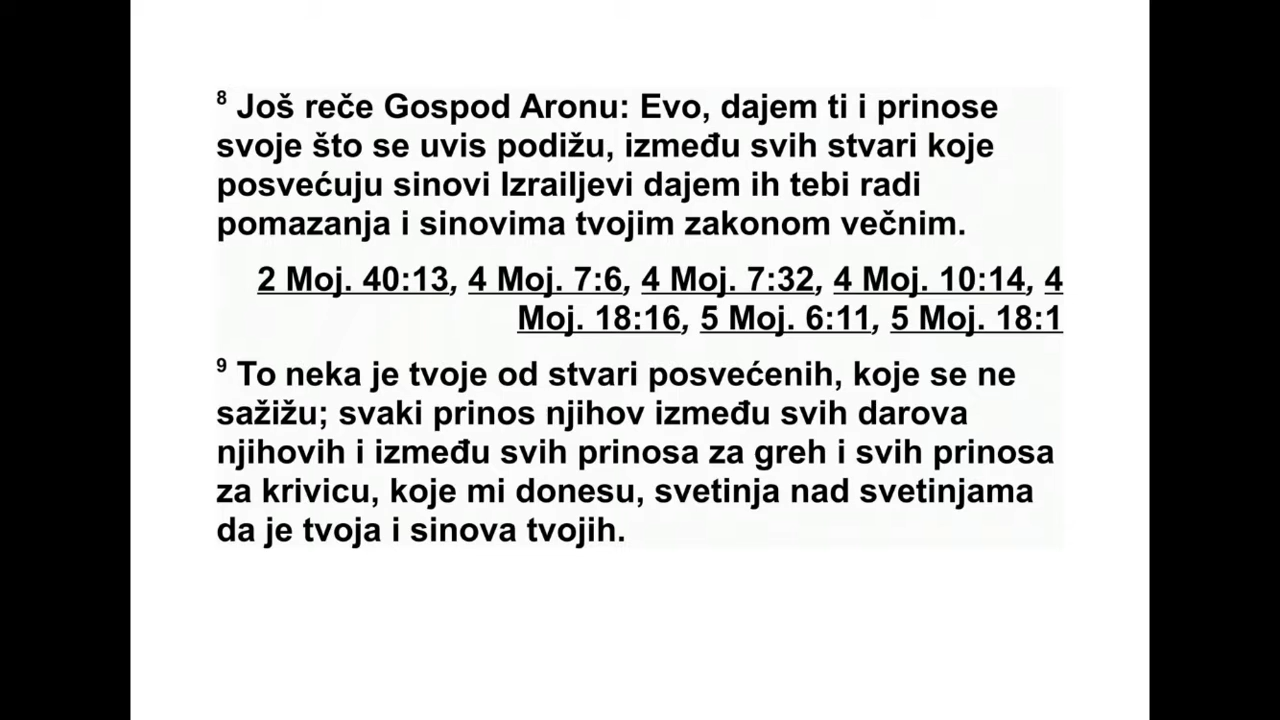 8 Još reče Gospod Aronu: Evo, dajem ti i prinose
svoje što se uvis podižu, između svih stvari koje
posvećuju sinovi Izrailjevi dajem ih tebi radi
pomazanja i sinovima tvojim zakonom večnim.
2 Moj. 40:13, 4 Moj. 7:6, 4 Moj. 7:32, 4 Moj. 10:14, 4
Moj. 18:16, 5 Moj. 6:11, 5 Moj. 18:1
9 To neka je tvoje od stvari posvećenih, koje se ne
sažižu; svaki prinos njihov između svih darova
njihovih i između svih prinosa za greh i svih prinosa
za krivicu, koje mi donesu, svetinja nad svetinjama
da je tvoja i sinova tvojih.